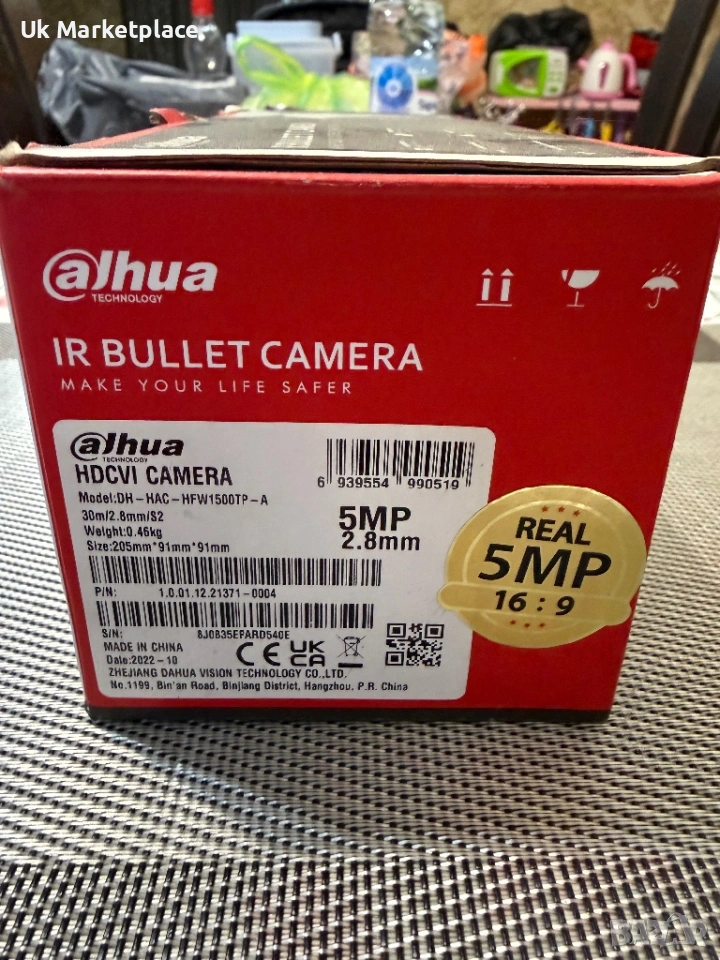 Uk Marketplace
alhua
TECHNOLOGY
IR BULLET CAMERA
MAKE YOUR LIFE SAFER
alhua
TECHNOLOGY
HDCVI CAMERA
Model:DH-HAC-HFW1500TP-A
30m/2.8mm/S2
Weight:0.46kg
Size:205mm*91mm*91mm
6 939554 990519
5MP
2.8mm
P/N: 1.0.01.12.21371-0004
S/N: 8J0835EPARD540E
MADE IN CHINA
Date:2022-10
CE UK CA
ZHEJIANG DAHUA VISION TECHNOLOGY CO.,LTD.
No.1199, Bin'an Road, Binjiang District, Hangzhou, P.R. China
REAL
5MP
16:9